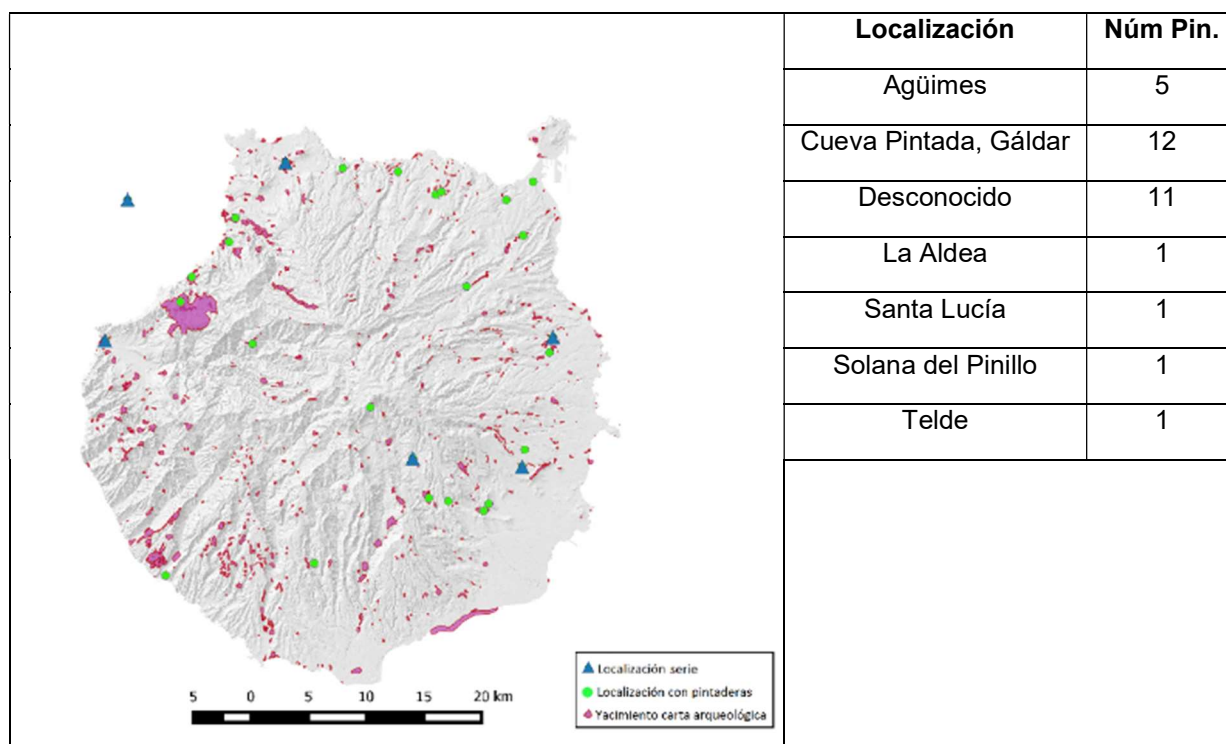 Localización Núm Pin.
Agüimes 5
Cueva Pintada, Gáldar 12
Desconocido 11
La Aldea 1
Santa Lucía 1
Solana del Pinillo 1
Telde 1
Localización serie
Localización con pintaderas
Yacimiento carta arqueológica
5 0 5 10 15 20 km